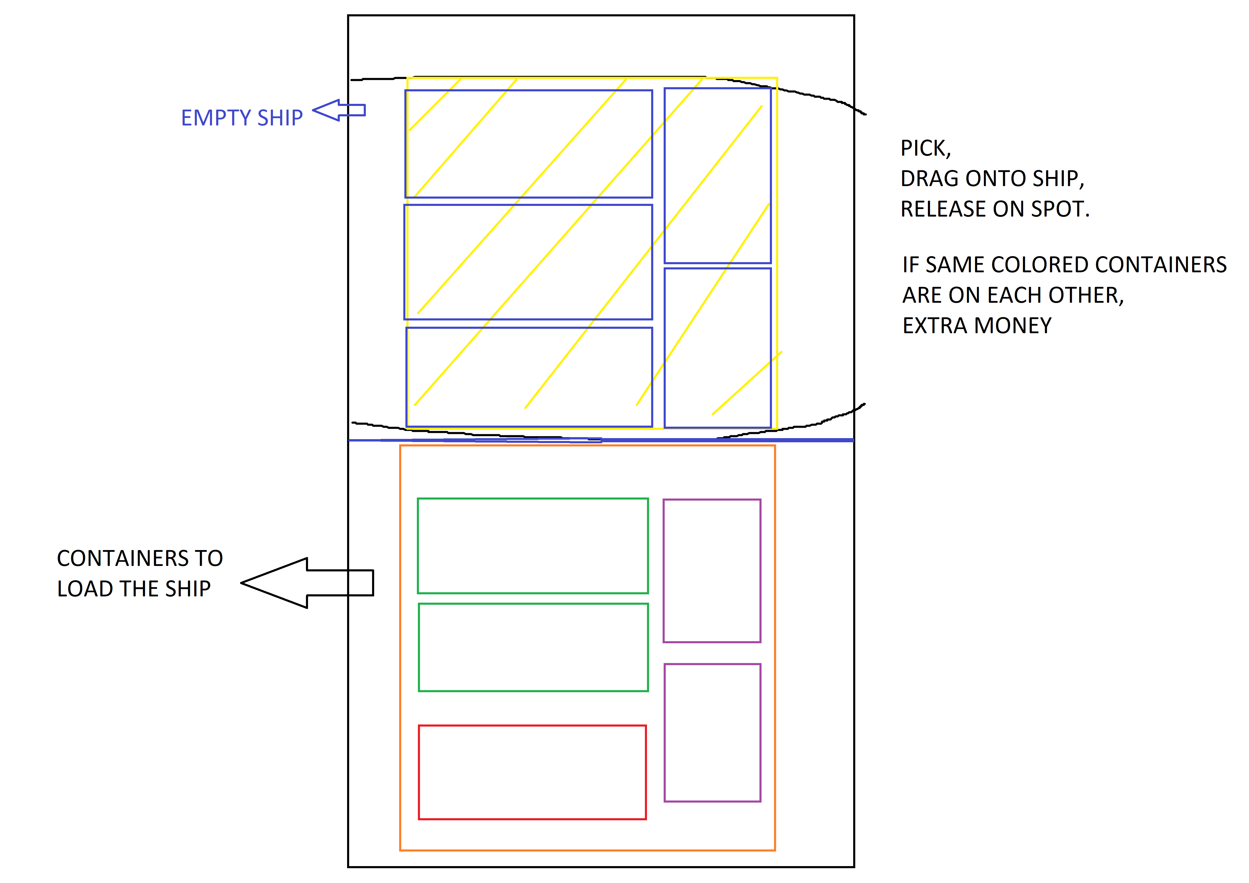 EMPTY SHIP
PICK,
DRAG ONTO SHIP,
RELEASE ON SPOT.
IF SAME COLORED CONTAINERS
ARE ON EACH OTHER,
EXTRA MONEY
CONTAINERS TO
LOAD THE SHIP